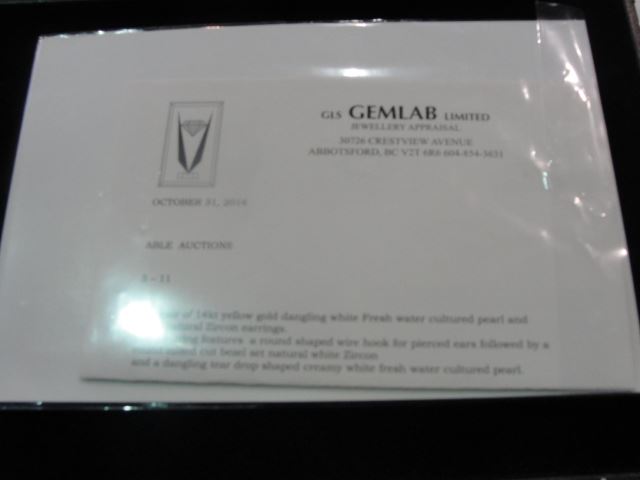 GLS GEMLAB LIMITED
JEWELLERY APPRAISAL
30726 CRESTVIEW AVENUE
ABBOTSFORD, BC V2T 6R6 604-854-3631
OCTOBER 31, 2014
ABLE AUCTIONS
- 11
of 14kt yellow gold dangling white Fresh water cultured pearl and
natural Zircon earrings.
features a round shaped wire hook for pierced ears followed by a
cut bezel set natural white Zircon
and a dangling tear drop shaped creamy white fresh water cultured pearl.